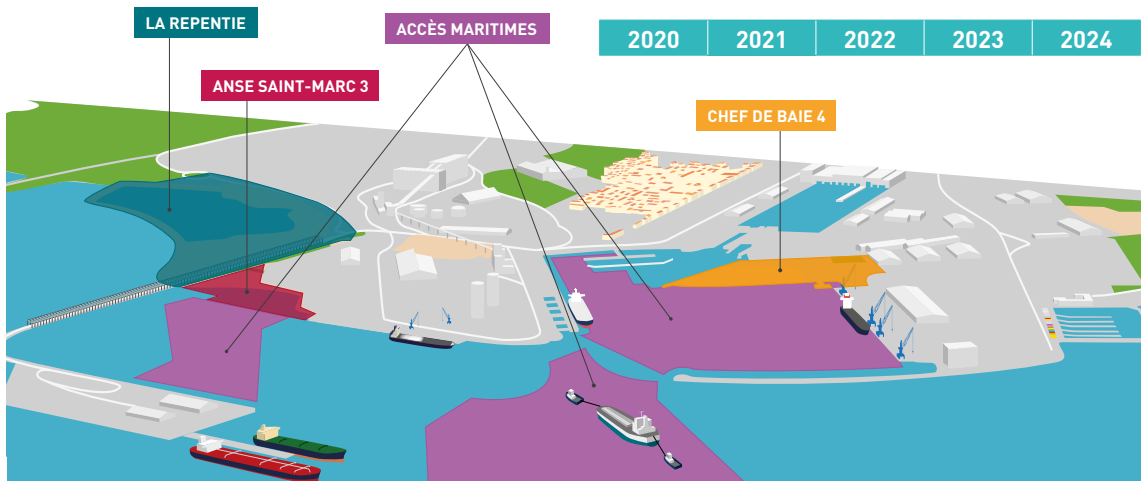 LA REPENTIE
ACCÈS MARITIMES
2020 2021 2022 2023 2024
ANSE SAINT-MARC 3
CHEF DE BAIE 4